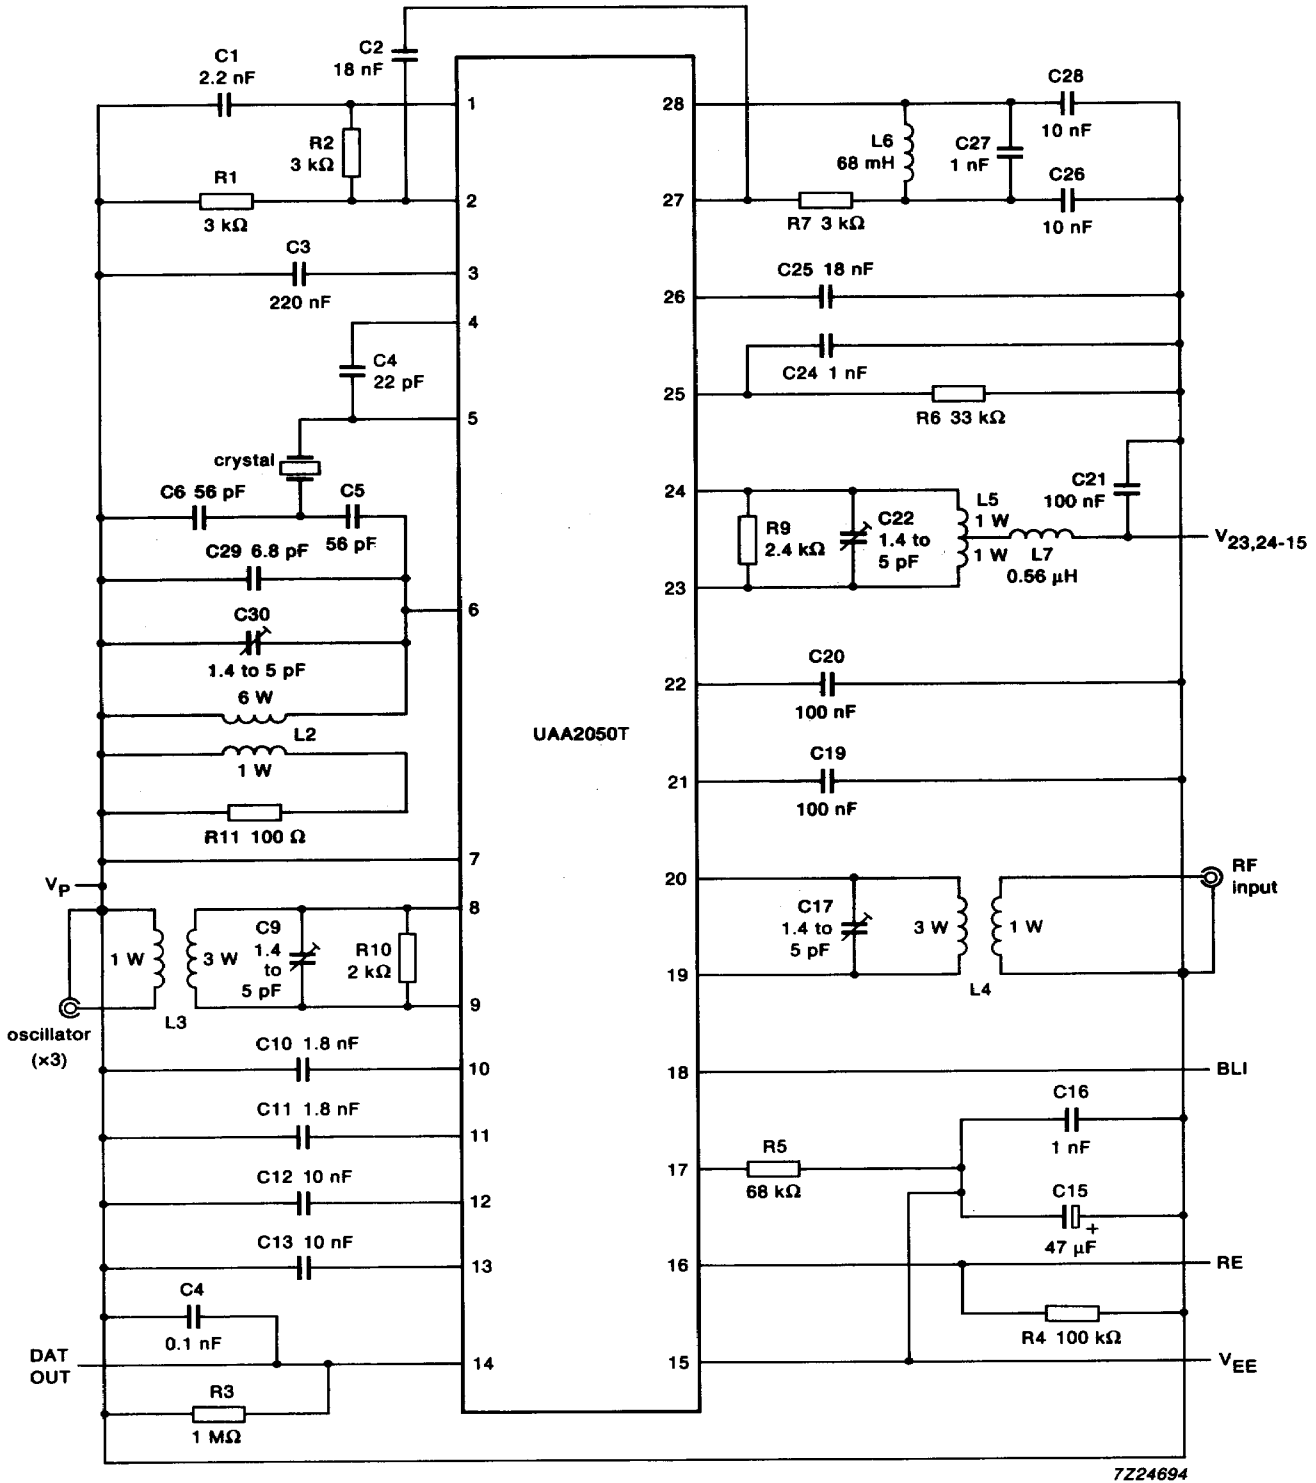 C1
2.2 nF
C2
18 nF
1
R2
3 kΩ
R1
3 kΩ
2
C3
220 nF
3
4
C4
22 pF
5
crystal
C6 56 pF
C5
56 pF
C29 6.8 pF
6
C30
1.4 to 5 pF
6 W
L2
1 W
R11 100 Ω
7
VP
8
1 W
3 W
C9
1.4
to
5 pF
R10
2 kΩ
9
L3
oscillator
(x3)
C10 1.8 nF
10
C11 1.8 nF
11
C12 10 nF
12
C13 10 nF
13
C4
0.1 nF
DAT
OUT
14
R3
1 MΩ
UAA2050T
28
C28
10 nF
L6
68 mH
C27
1 nF
C26
10 nF
27
R7 3 kΩ
C25 18 nF
26
C24 1 nF
25
R6 33 kΩ
24
R9
2.4 kΩ
C22
1.4 to
5 pF
L5
1 W
1 W
L7
0.56 μH
C21
100 nF
V23,24-15
23
C20
22
100 nF
C19
21
100 nF
20
C17
1.4 to
5 pF
3 W
1 W
RF
input
19
L4
18
BLI
C16
1 nF
R5
17
68 kΩ
C15
+
47 μF
16
RE
R4 100 kΩ
15
VEE
7Z24694